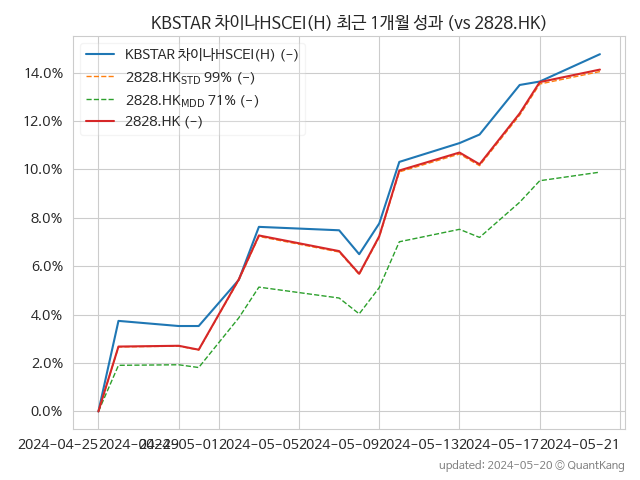 KBSTAR 차이나HSCEI(H) 최근 1개월 성과 (vs 2828.HK)
KBSTAR 차이나HSCEI(H) (-)
2828.HKSTD 99% (-)
2828.HKMDD 71% (-)
2828.HK (-)
14.0%
12.0%
10.0%
8.0%
6.0%
4.0%
2.0%
0.0%
2024-04-25 2024-04-29 2024-05-01 2024-05-05 2024-05-09 2024-05-13 2024-05-17 2024-05-21
updated: 2024-05-20 © QuantKang